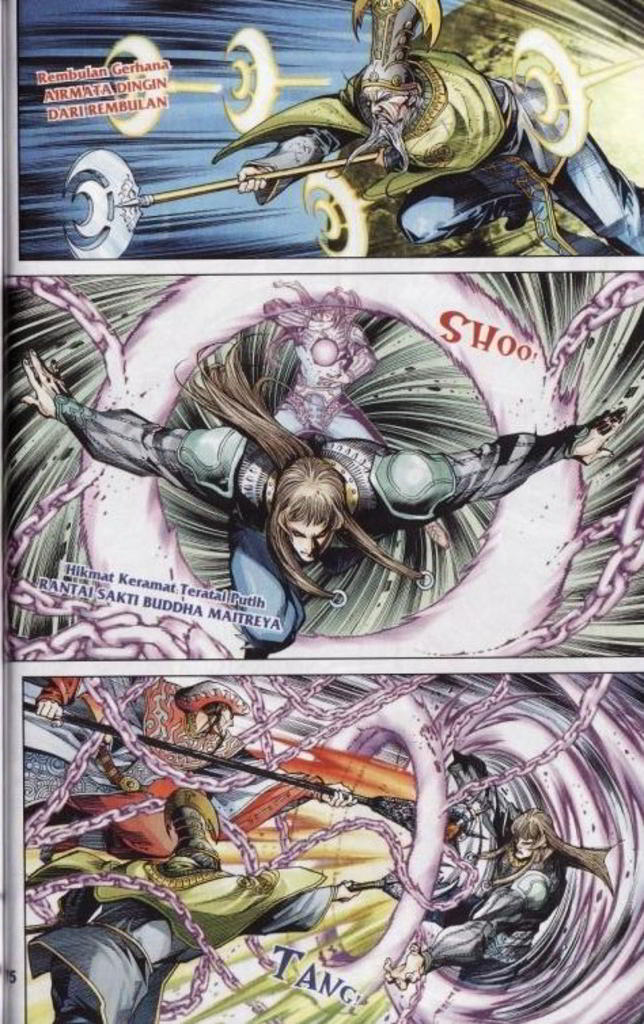 Rembulan Gerhana
AIRMATA DINGIN
DARI REMBULAN
SHOO!
Hikmat Keramat Teratai Putih
RANTAI SAKTI BUDDHA MAITREYA
TANG!